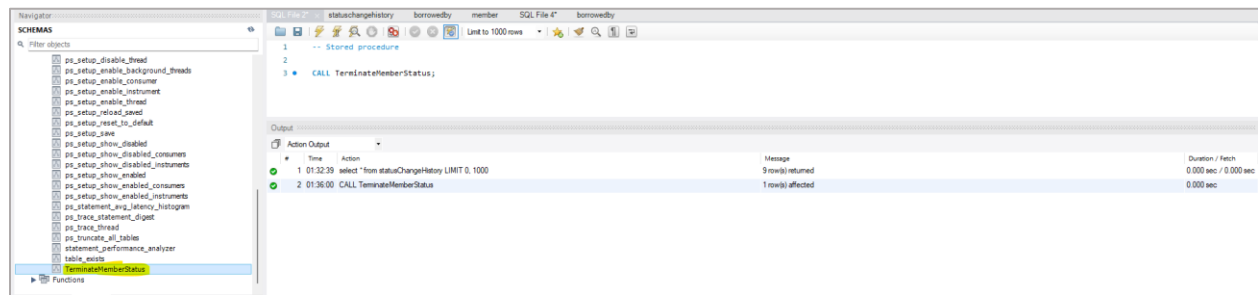 Navigator
SCHEMAS
Filter objects
ps_setup_disable_thread
ps_setup_enable_background_threads
ps_setup_enable_consumer
ps_setup_enable_instrument
ps_setup_enable_thread
ps_setup_reload_saved
ps_setup_reset_to_default
ps_setup_save
ps_setup_show_disabled
ps_setup_show_disabled_consumers
ps_setup_show_disabled_instruments
ps_setup_show_enabled
ps_setup_show_enabled_consumers
ps_setup_show_enabled_instruments
ps_statement_avg_latency_histogram
ps_trace_statement_digest
ps_trace_thread
ps_truncate_all_tables
statement_performance_analyzer
table_exists
TerminateMemberStatus
Functions
SQL File 2* statuschangehistory borrowedby member SQL File 4* borrowedby
Limit to 1000 rows
1 -- Stored procedure
2
3 CALL TerminateMemberStatus;
Output
Action Output
# Time Action Message Duration / Fetch
1 01:32:39 select * from statusChangeHistory LIMIT 0, 1000 9 row(s) returned 0.000 sec / 0.000 sec
2 01:36:00 CALL TerminateMemberStatus 1 row(s) affected 0.000 sec